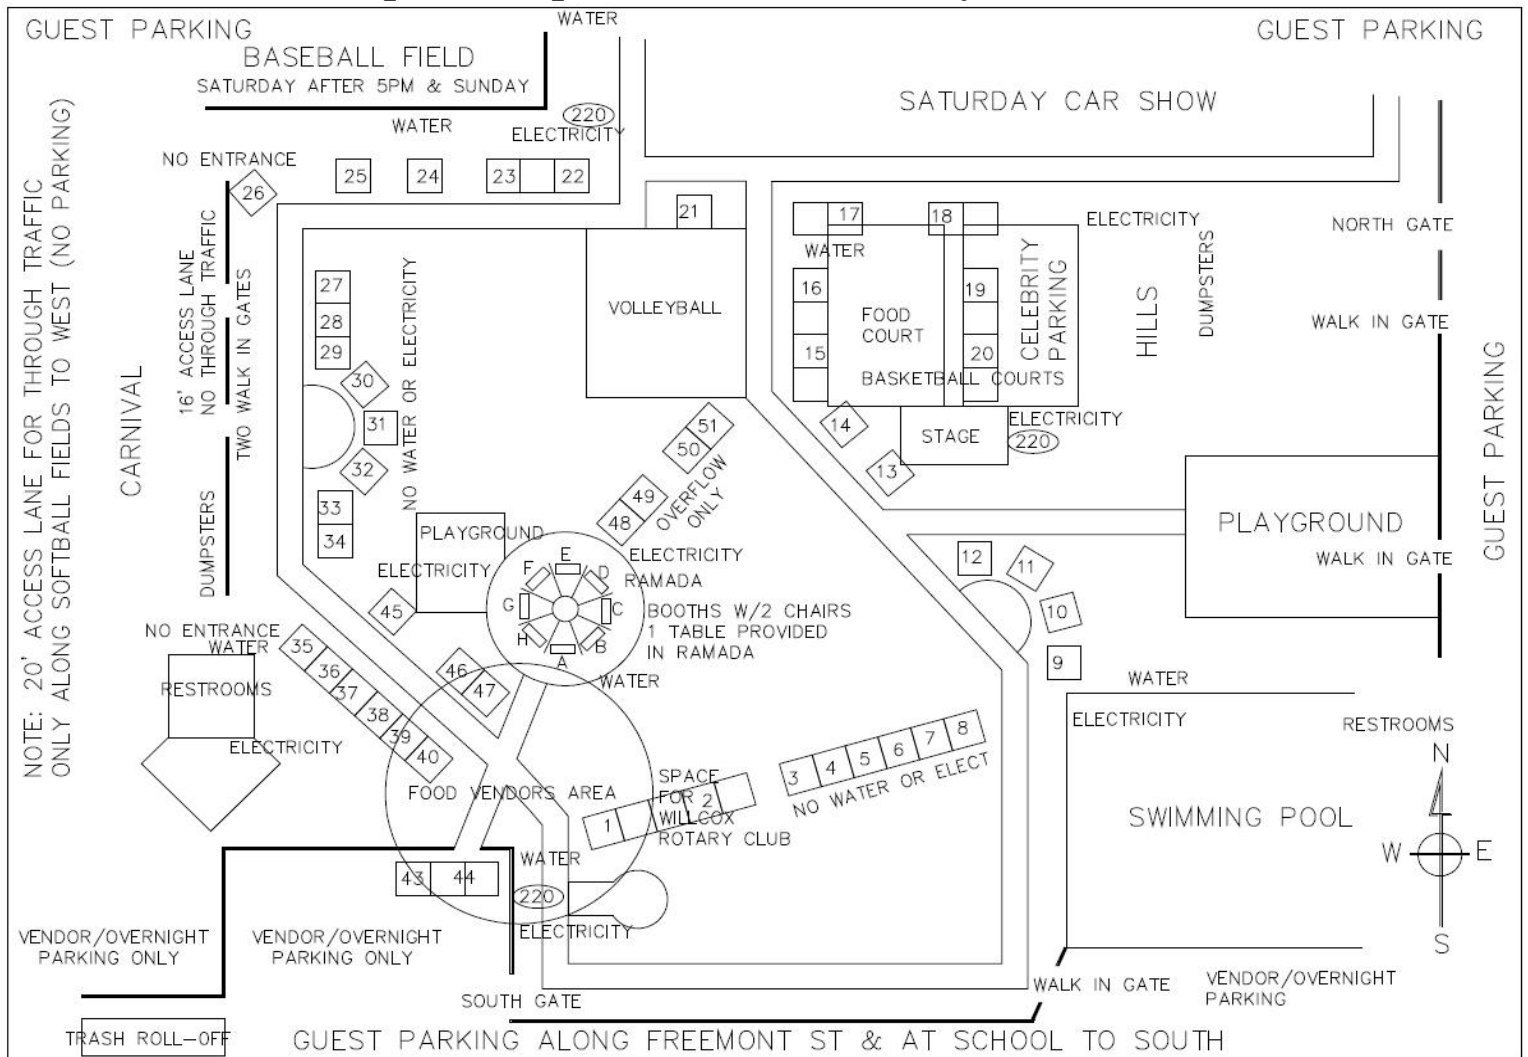 WATER
GUEST PARKING
GUEST PARKING
BASEBALL FIELD
SATURDAY AFTER 5PM & SUNDAY
SATURDAY CAR SHOW
220
WATER
ELECTRICITY
NO ENTRANCE
25
24
23
22
26
21
17
18
ELECTRICITY
NORTH GATE
WATER
NOTE: 20' ACCESS LANE FOR THROUGH TRAFFIC
ONLY ALONG SOFTBALL FIELDS TO WEST (NO PARKING)
16' ACCESS LANE
NO THROUGH TRAFFIC
TWO WALK IN GATES
CARNIVAL
DUMPSTERS
27
28
29
30
31
32
33
34
NO WATER OR ELECTRICITY
VOLLEYBALL
16
19
FOOD
COURT
15
20
BASKETBALL COURTS
CELEBRITY
PARKING
HILLS
DUMPSTERS
WALK IN GATE
GUEST PARKING
14
STAGE
ELECTRICITY
220
13
51
50
49
48
OVERFLOW
ONLY
PLAYGROUND
PLAYGROUND
WALK IN GATE
ELECTRICITY
ELECTRICITY
RAMADA
E
F
D
G
C
H
B
A
BOOTHS W/2 CHAIRS
1 TABLE PROVIDED
IN RAMADA
WATER
12
11
10
9
45
46
47
NO ENTRANCE
WATER
RESTROOMS
ELECTRICITY
35
36
37
38
39
40
FOOD VENDORS AREA
SPACE
FOR
WILLCOX
ROTARY CLUB
1
2
3
4
5
6
7
8
NO WATER OR ELECT
WATER
ELECTRICITY
RESTROOMS
SWIMMING POOL
N
W
E
S
43
44
WATER
220
ELECTRICITY
VENDOR/OVERNIGHT
PARKING ONLY
VENDOR/OVERNIGHT
PARKING ONLY
SOUTH GATE
WALK IN GATE
VENDOR/OVERNIGHT
PARKING
TRASH ROLL-OFF
GUEST PARKING ALONG FREEMONT ST & AT SCHOOL TO SOUTH